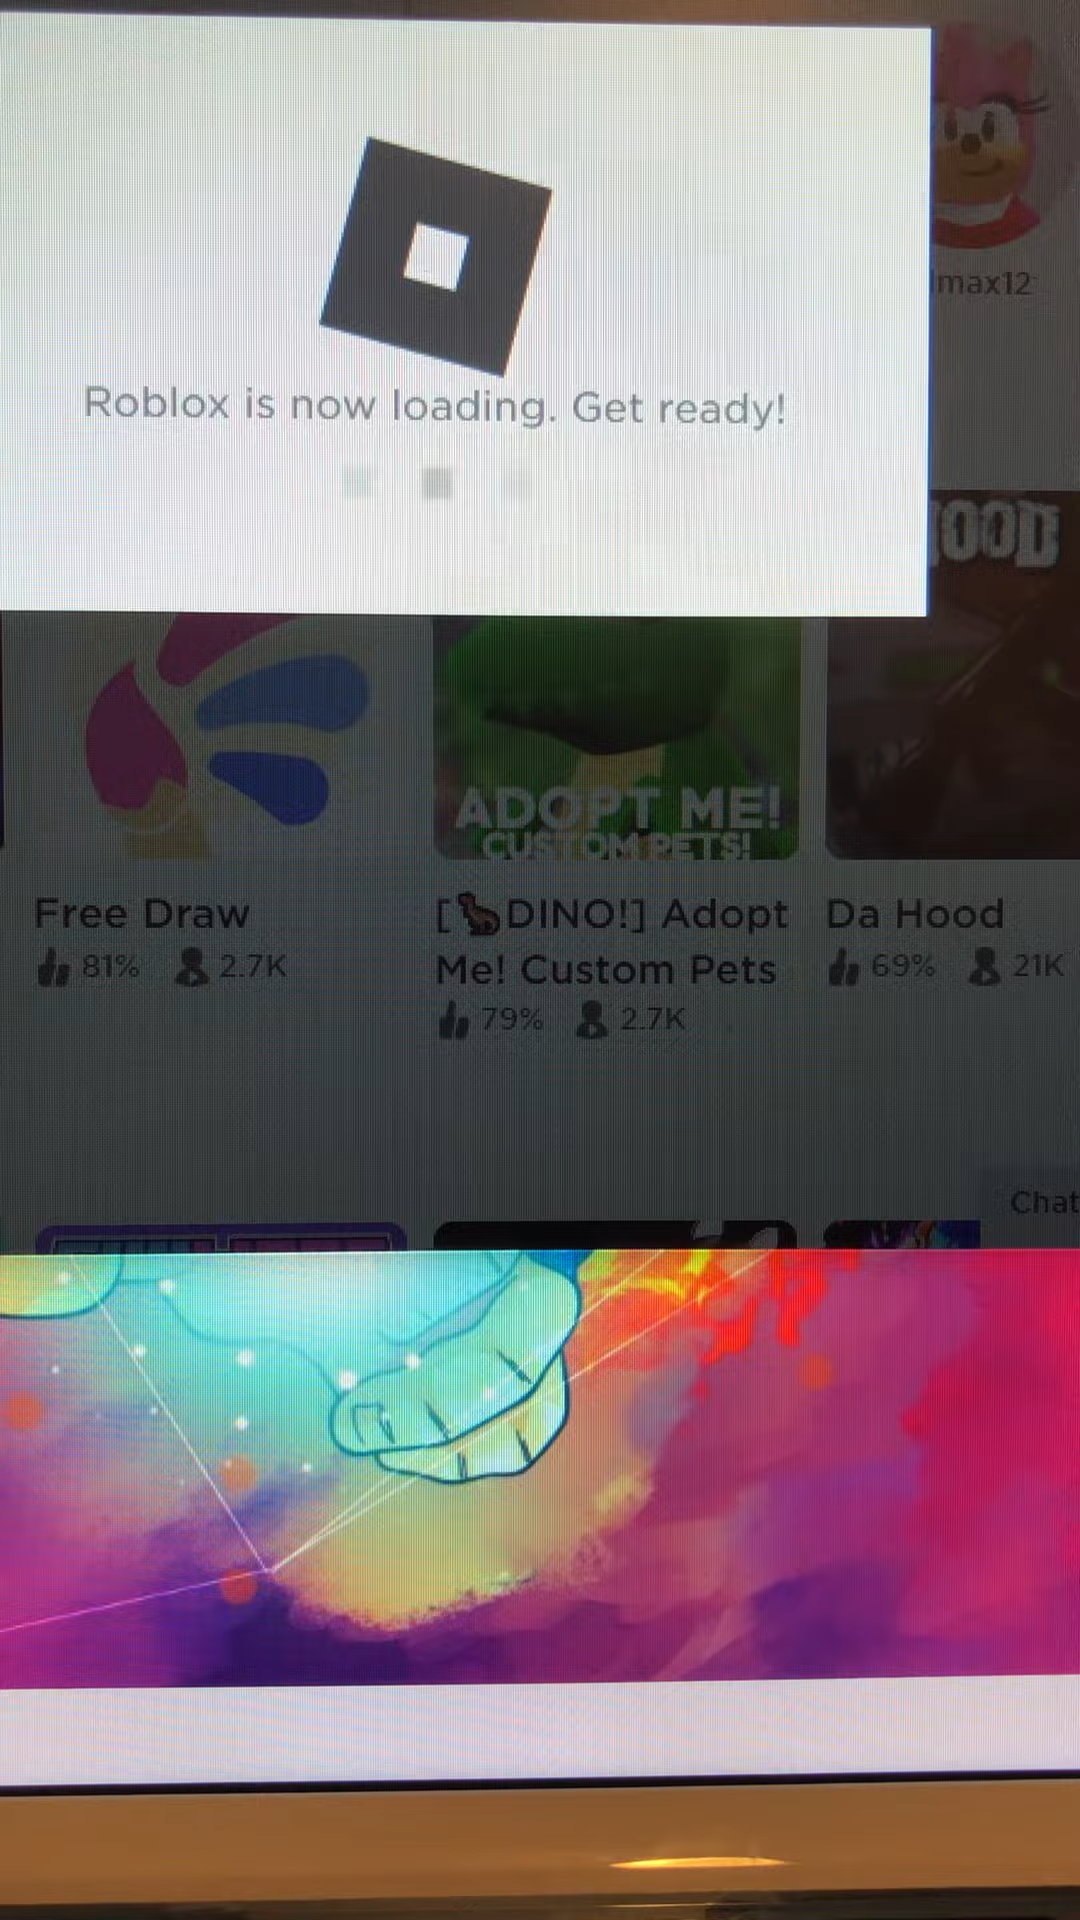 lmax12
Roblox is now loading. Get ready!
OOD
ADOPT ME!
CUSTOM PETS!
Free Draw
81% 2.7K
[🦕DINO!] Adopt
Me! Custom Pets
79% 2.7K
Da Hood
69% 21K
Chat